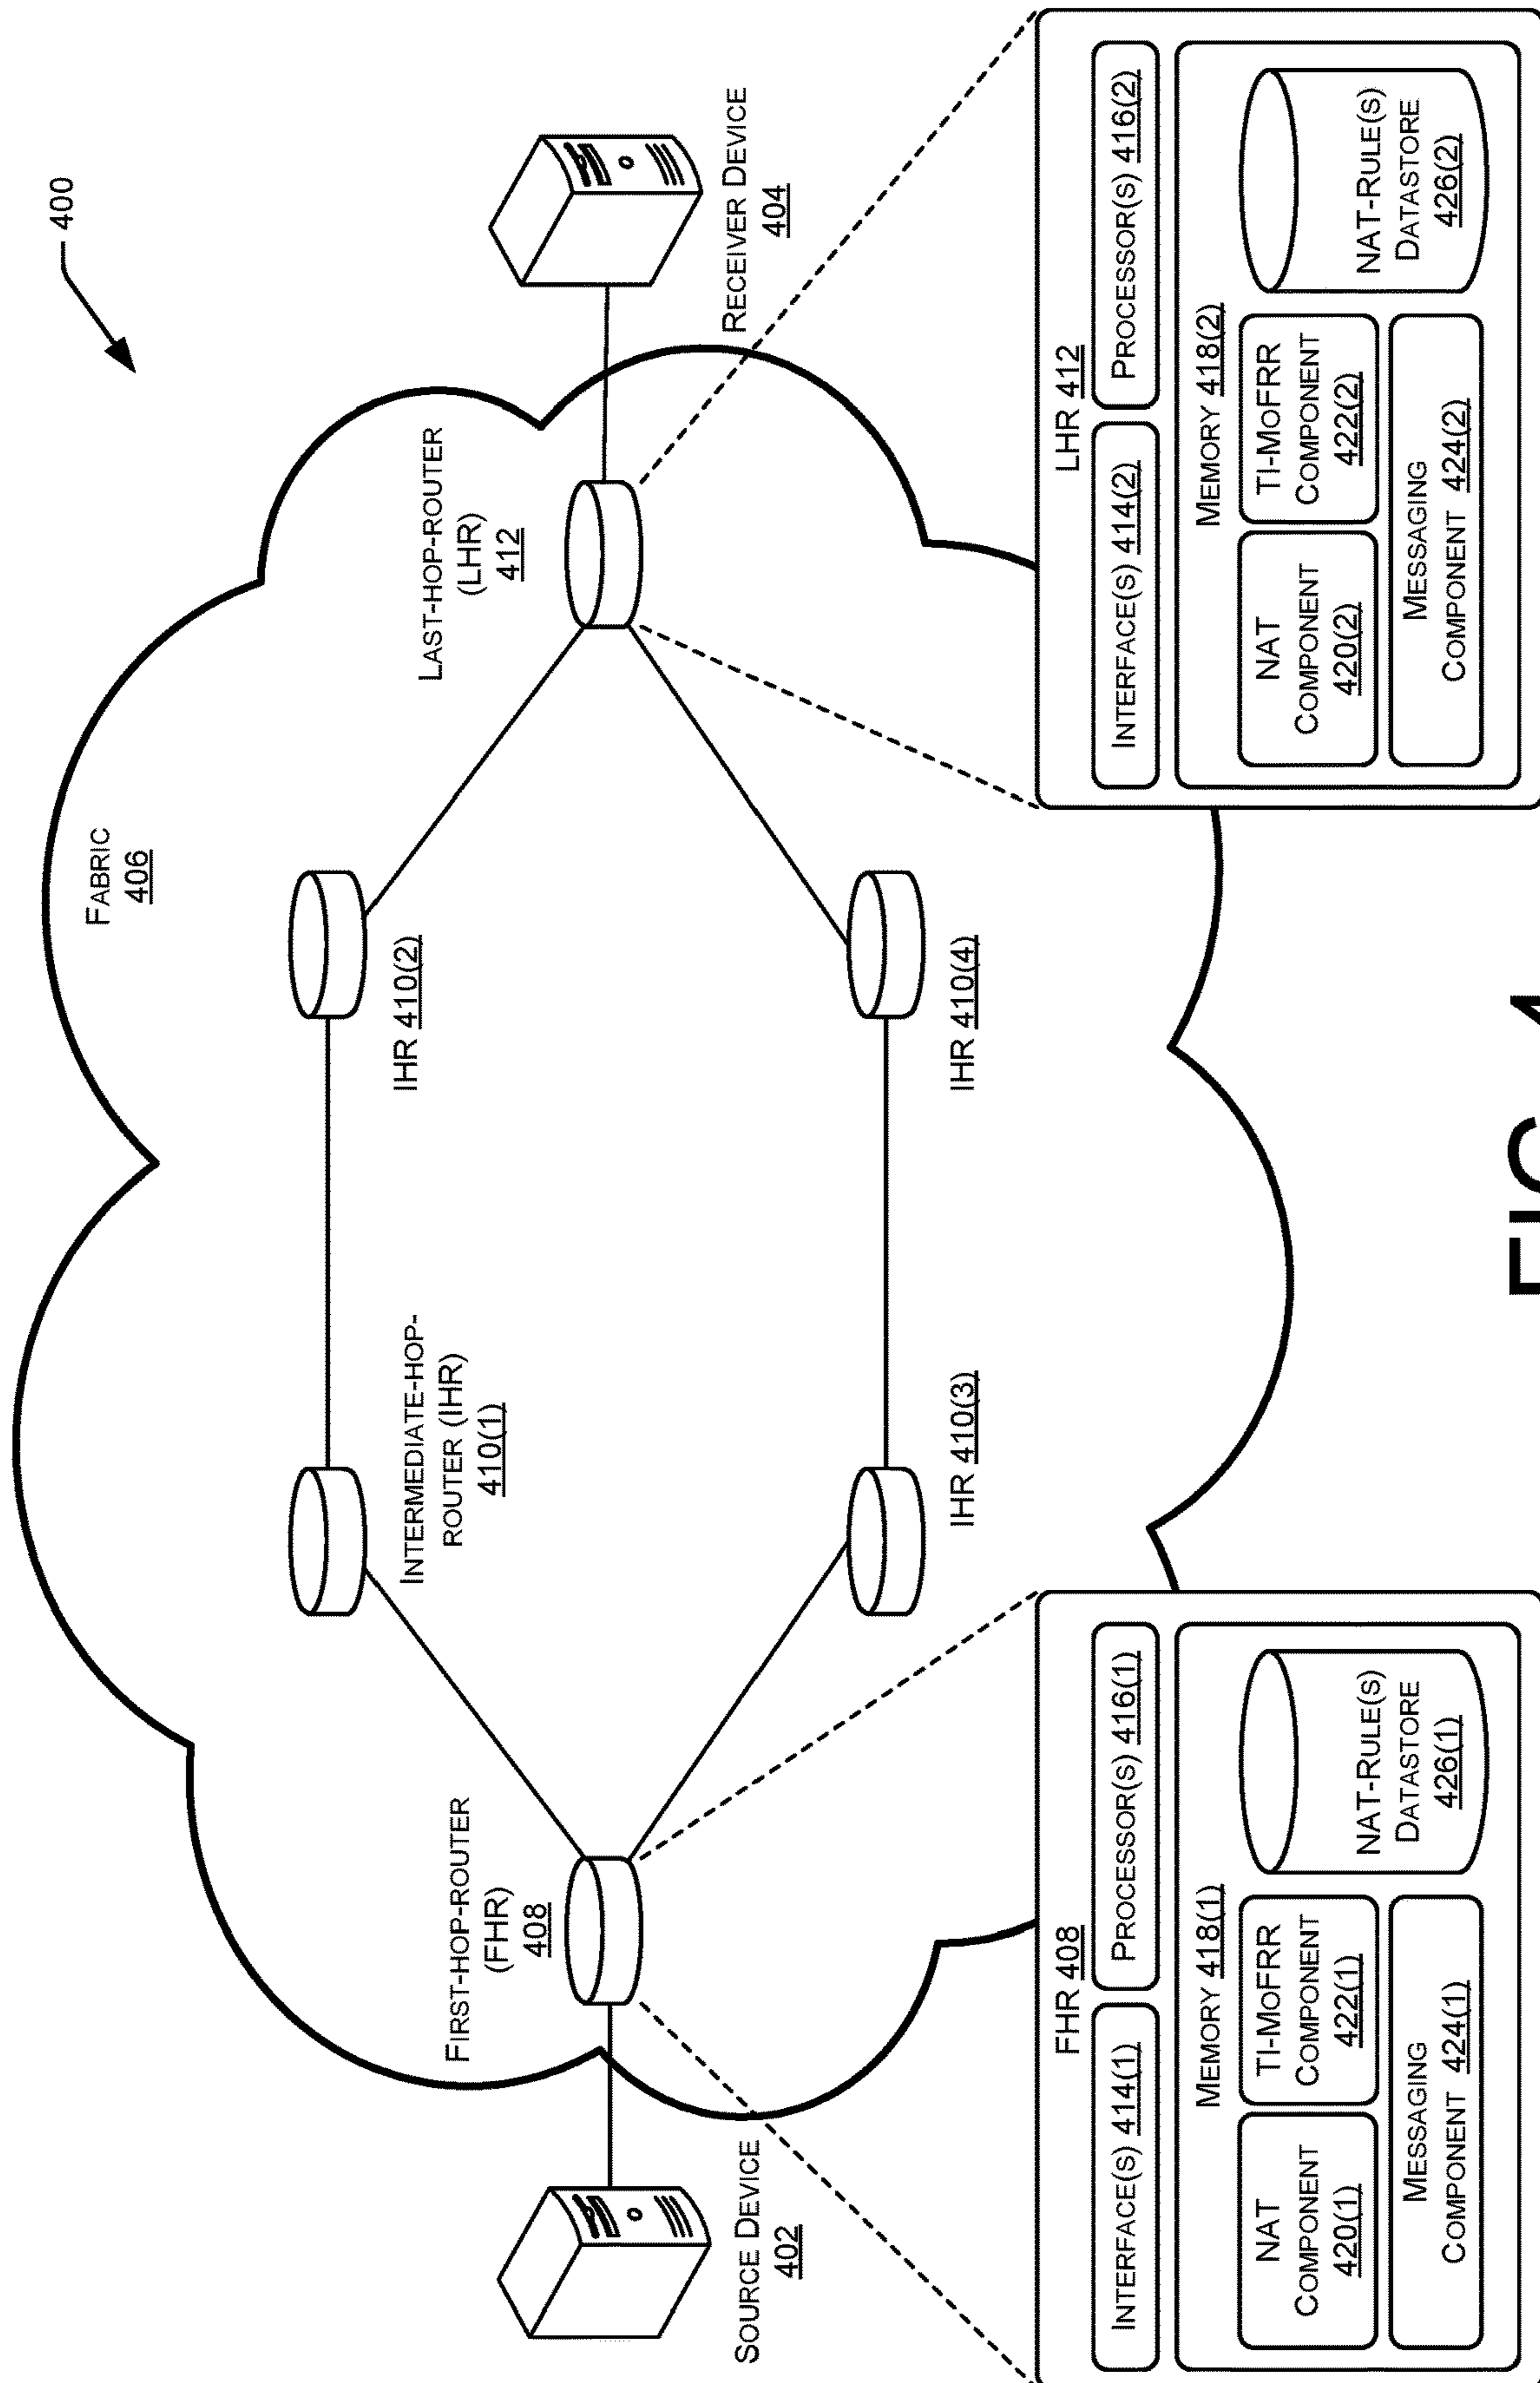 400
FABRIC
406
INTERMEDIATE-HOP-
ROUTER (IHR)
410(1)
IHR 410(2)
FIRST-HOP-ROUTER
(FHR)
408
LAST-HOP-ROUTER
(LHR)
412
SOURCE DEVICE
402
RECEIVER DEVICE
404
IHR 410(3)
IHR 410(4)
FHR 408
INTERFACE(S) 414(1)
PROCESSOR(S) 416(1)
MEMORY 418(1)
NAT
COMPONENT
420(1)
TI-MOFRR
COMPONENT
422(1)
MESSAGING
COMPONENT 424(1)
NAT-RULE(S)
DATASTORE
426(1)
LHR 412
INTERFACE(S) 414(2)
PROCESSOR(S) 416(2)
MEMORY 418(2)
NAT
COMPONENT
420(2)
TI-MOFRR
COMPONENT
422(2)
MESSAGING
COMPONENT 424(2)
NAT-RULE(S)
DATASTORE
426(2)